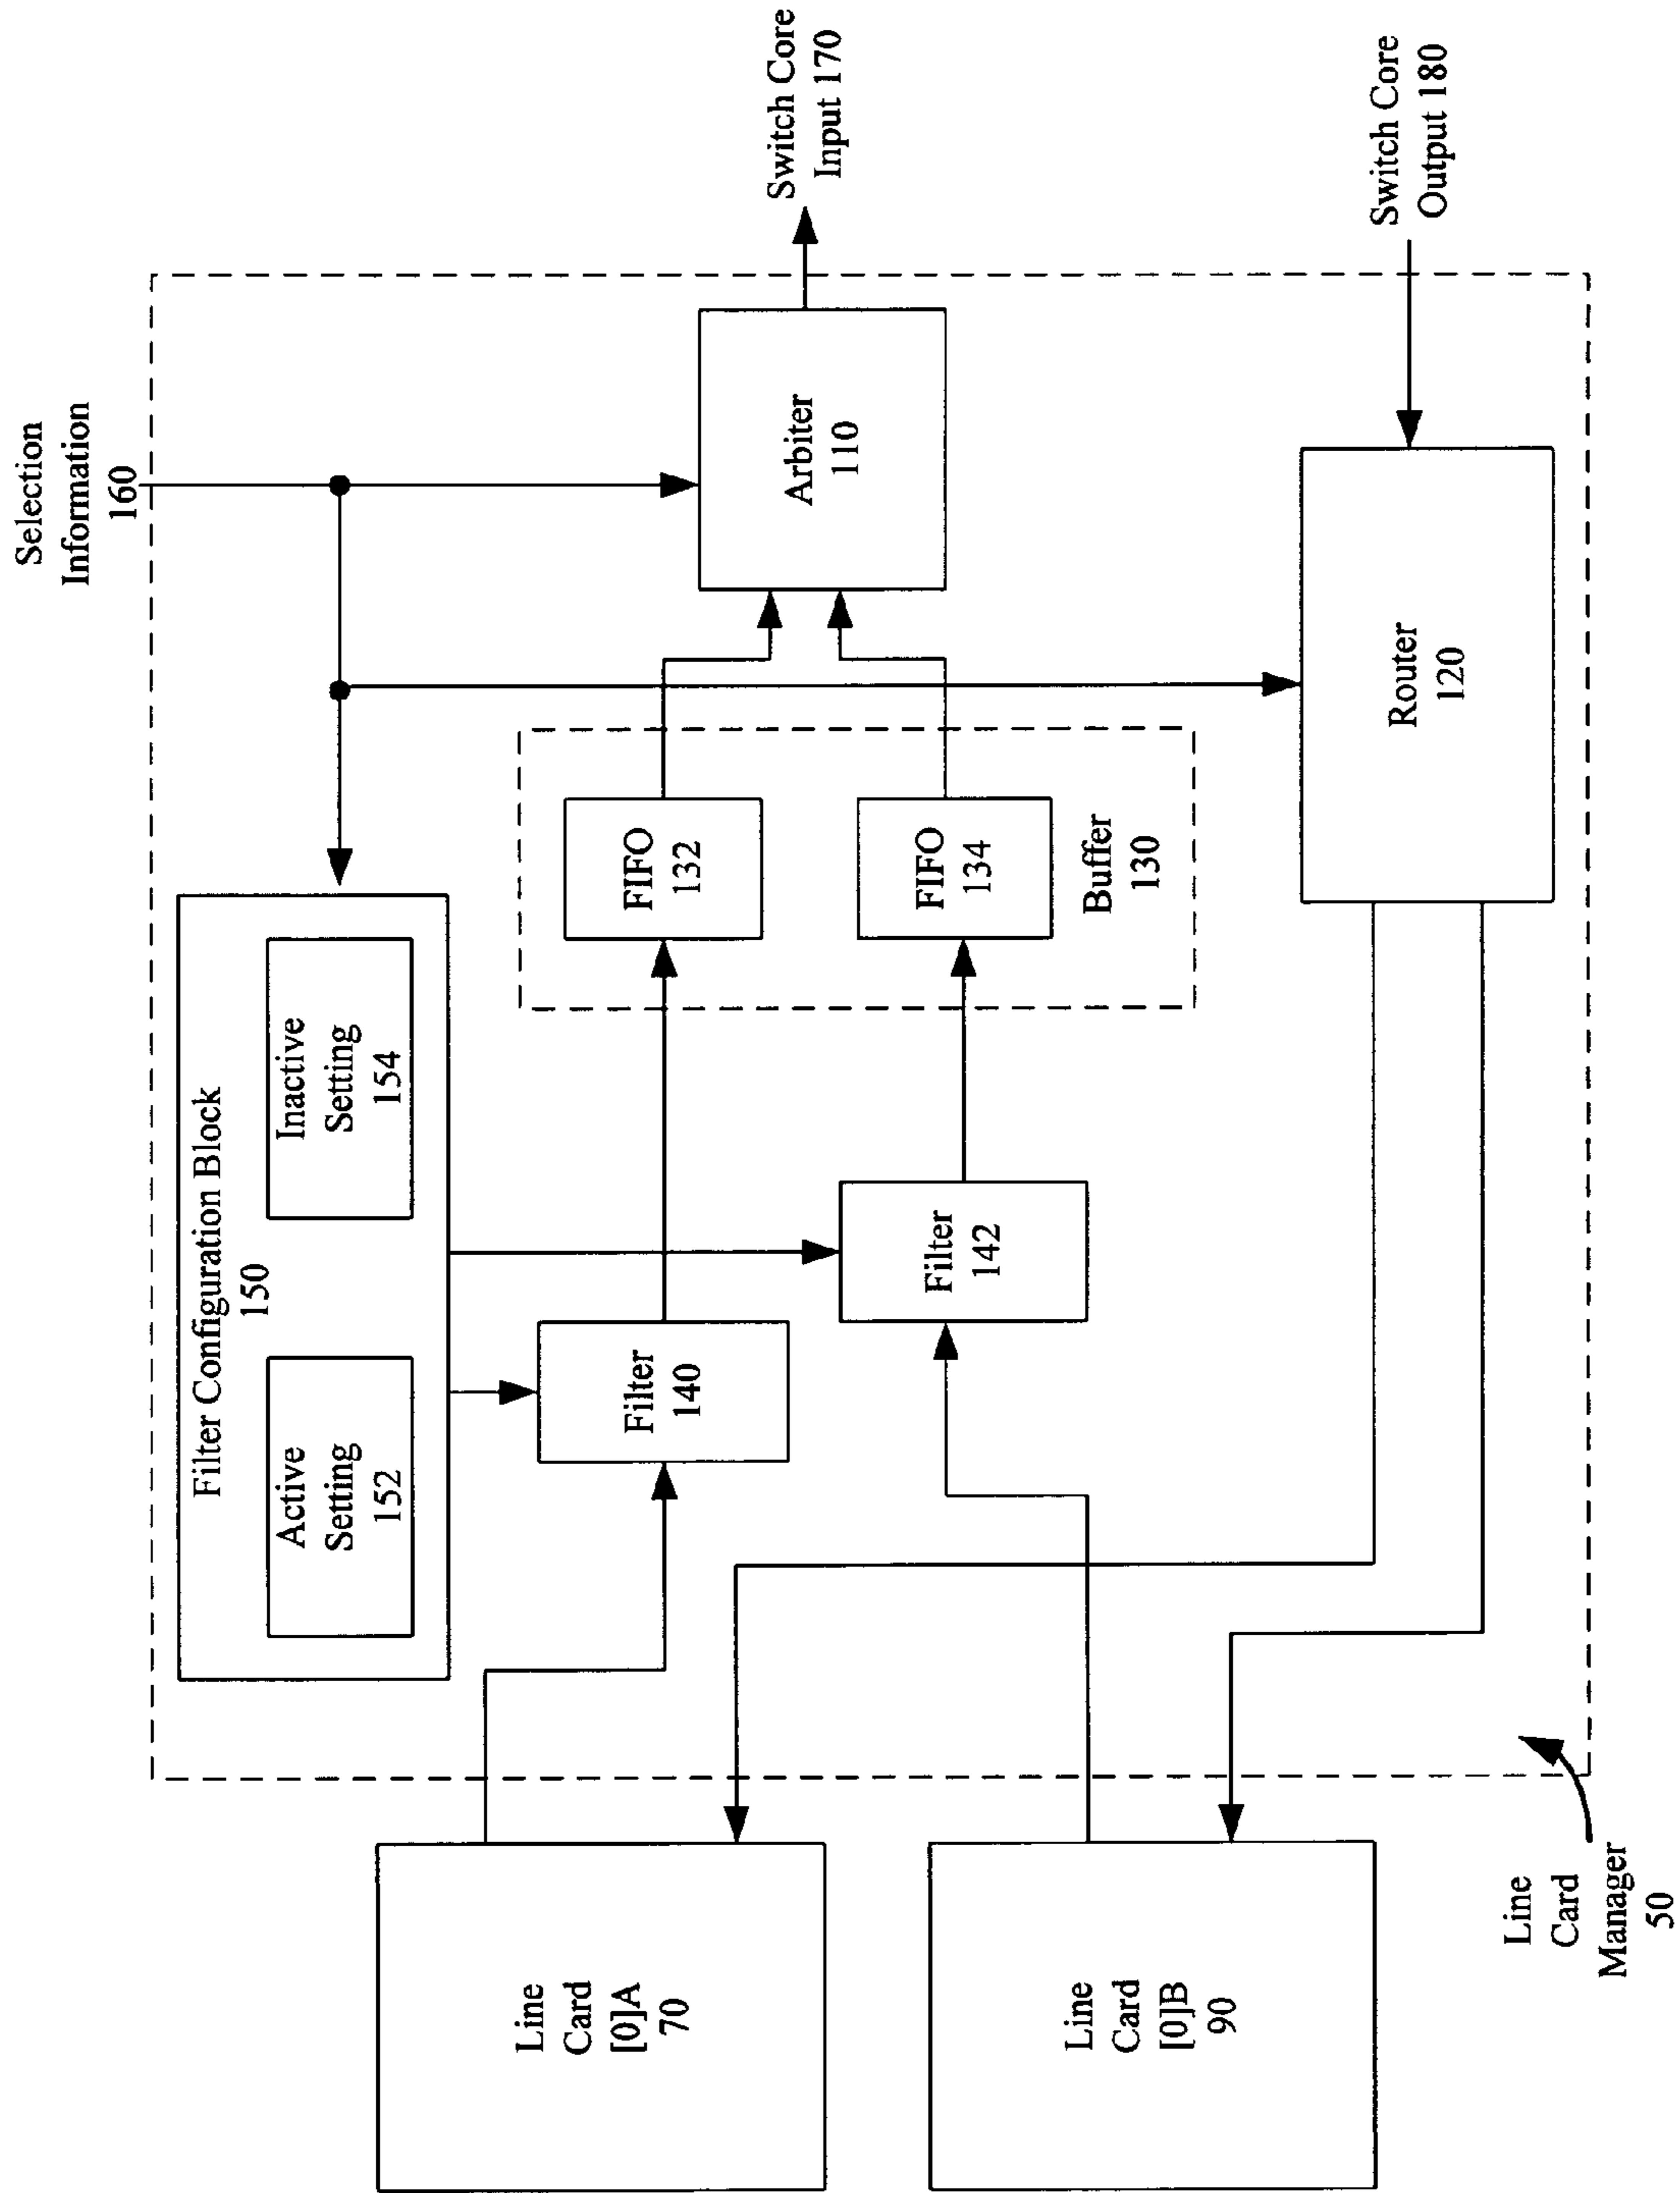 Selection
Information
160
Filter Configuration Block
150
Active
Setting
152
Inactive
Setting
154
Switch Core
Input 170
Arbiter
110
FIFO
132
FIFO
134
Buffer
130
Filter
140
Filter
142
Line
Card
[0]A
70
Line
Card
[0]B
90
Router
120
Switch Core
Output 180
Line
Card
Manager
50